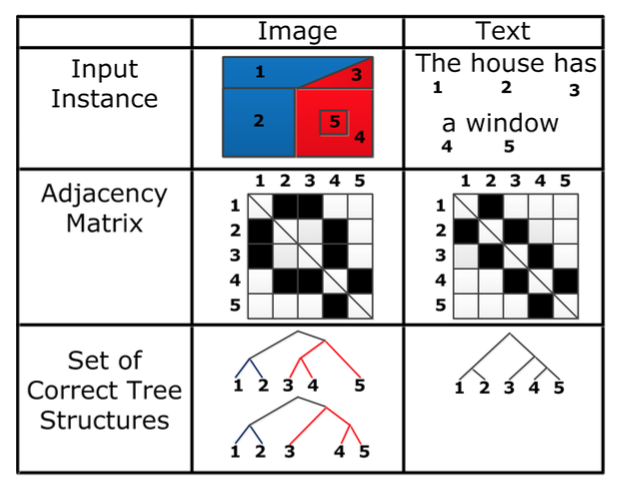 Image Text
Input
Instance
1 3
2 5
4
The house has
1 2 3
a window
4 5
Adjacency
Matrix
1 2 3 4 5
1
2
3
4
5
1 2 3 4 5
1
2
3
4
5
Set of
Correct Tree
Structures
1 2 3 4 5
1 2 3 4 5
1 2 3 4 5